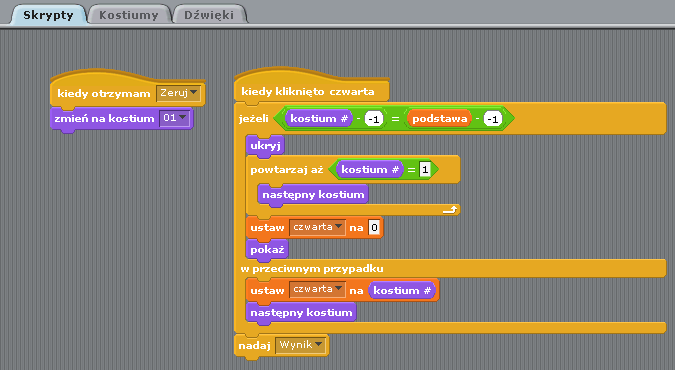 Skrypty Kostiumy Dźwięki
kiedy otrzymam Zeruj
zmień na kostium 01
kiedy kliknięto czwarta
jeżeli kostium # - -1 = podstawa - -1
ukryj
powtarzaj aż kostium # = 1
następny kostium
ustaw czwarta na 0
pokaż
w przeciwnym przypadku
ustaw czwarta na kostium #
następny kostium
nadaj Wynik